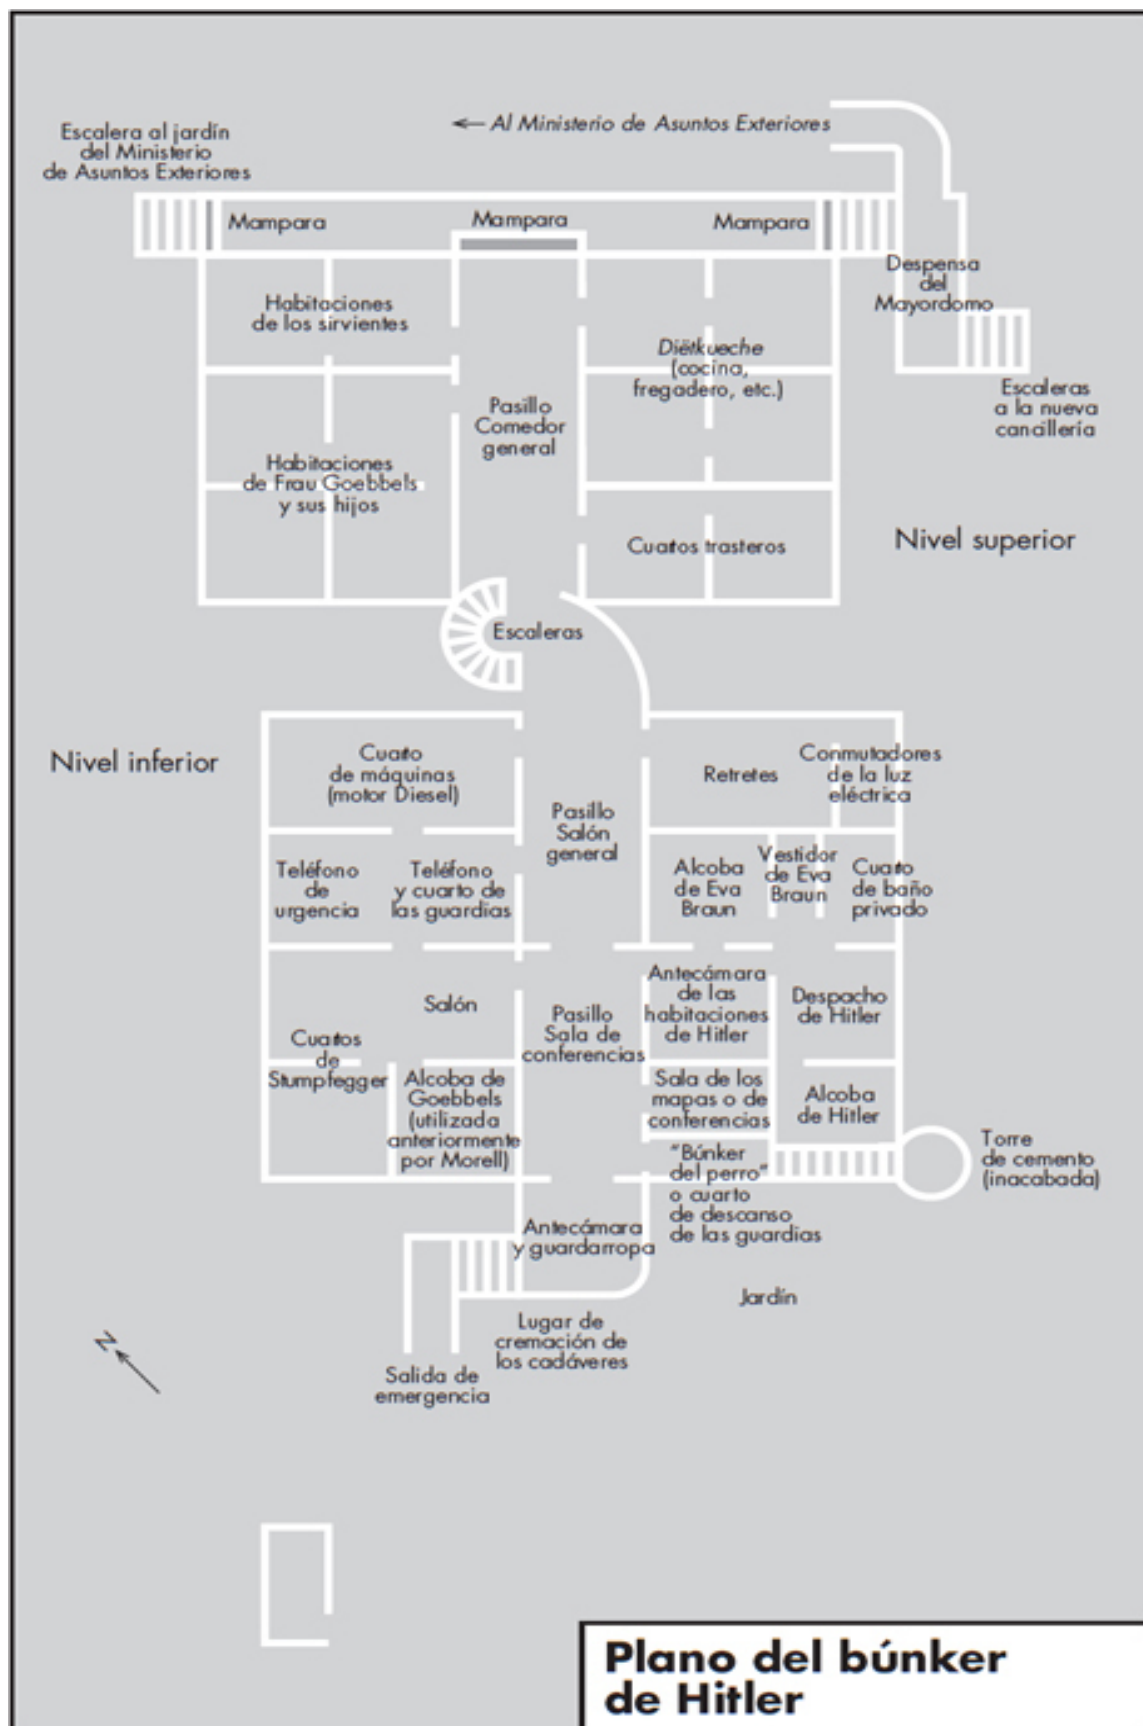 ← Al Ministerio de Asuntos Exteriores
Escalera al jardín
del Ministerio
de Asuntos Exteriores
Mampara
Mampara
Mampara
Despensa
del
Mayordomo
Habitaciones
de los sirvientes
Diëtkueche
(cocina,
fregadero, etc.)
Escaleras
a la nueva
cancillería
Pasillo
Comedor
general
Habitaciones
de Frau Goebbels
y sus hijos
Cuartos trasteros
Nivel superior
Escaleras
Nivel inferior
Cuarto
de máquinas
(motor Diesel)
Retretes
Conmutadores
de la luz
eléctrica
Pasillo
Salón
general
Teléfono
de
urgencia
Teléfono
y cuarto de
las guardias
Alcoba
de Eva
Braun
Vestidor
de Eva
Braun
Cuarto
de baño
privado
Salón
Pasillo
Sala de
conferencias
Antecámara
de las
habitaciones
de Hitler
Despacho
de Hitler
Cuartos
de
Stumpfegger
Alcoba de
Goebbels
(utilizada
anteriormente
por Morell)
Sala de los
mapas o de
conferencias
Alcoba
de Hitler
"Búnker
del perro"
o cuarto
de descanso
de las guardias
Torre
de cemento
(inacabada)
Antecámara
y guardarropa
Jardín
Lugar de
cremación de
los cadáveres
Salida de
emergencia
N
Plano del búnker
de Hitler